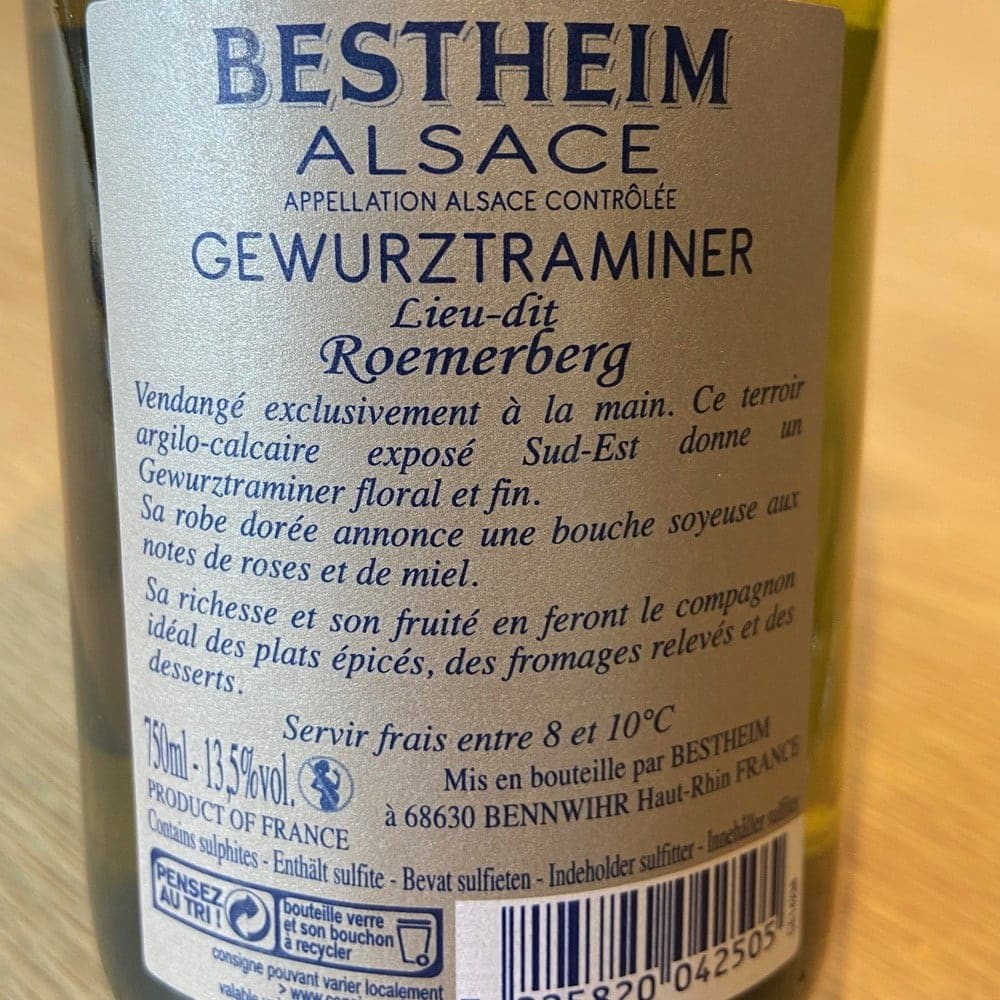 BESTHEIM
ALSACE
APPELLATION ALSACE CONTRÔLÉE
GEWURZTRAMINER
Lieu-dit
Roemerberg
Vendangé exclusivement à la main. Ce terroir
argilo-calcaire exposé Sud-Est donne un
Gewurztraminer floral et fin.
Sa robe dorée annonce une bouche soyeuse aux
notes de roses et de miel.
Sa richesse et son fruité en feront le compagnon
idéal des plats épicés, des fromages relevés et des
desserts.
Servir frais entre 8 et 10°C
750ml - 13,5%vol.
Mis en bouteille par BESTHEIM
à 68630 BENNWIHR Haut-Rhin FRANCE
PRODUCT OF FRANCE
Contains sulphites - Enthält sulfite - Bevat sulfieten - Indeholder sulfitter - Innehåller
PENSEZ
AU TRI !
bouteille verre
et son bouchon
à recycler
consigne pouvant varier localement
042505